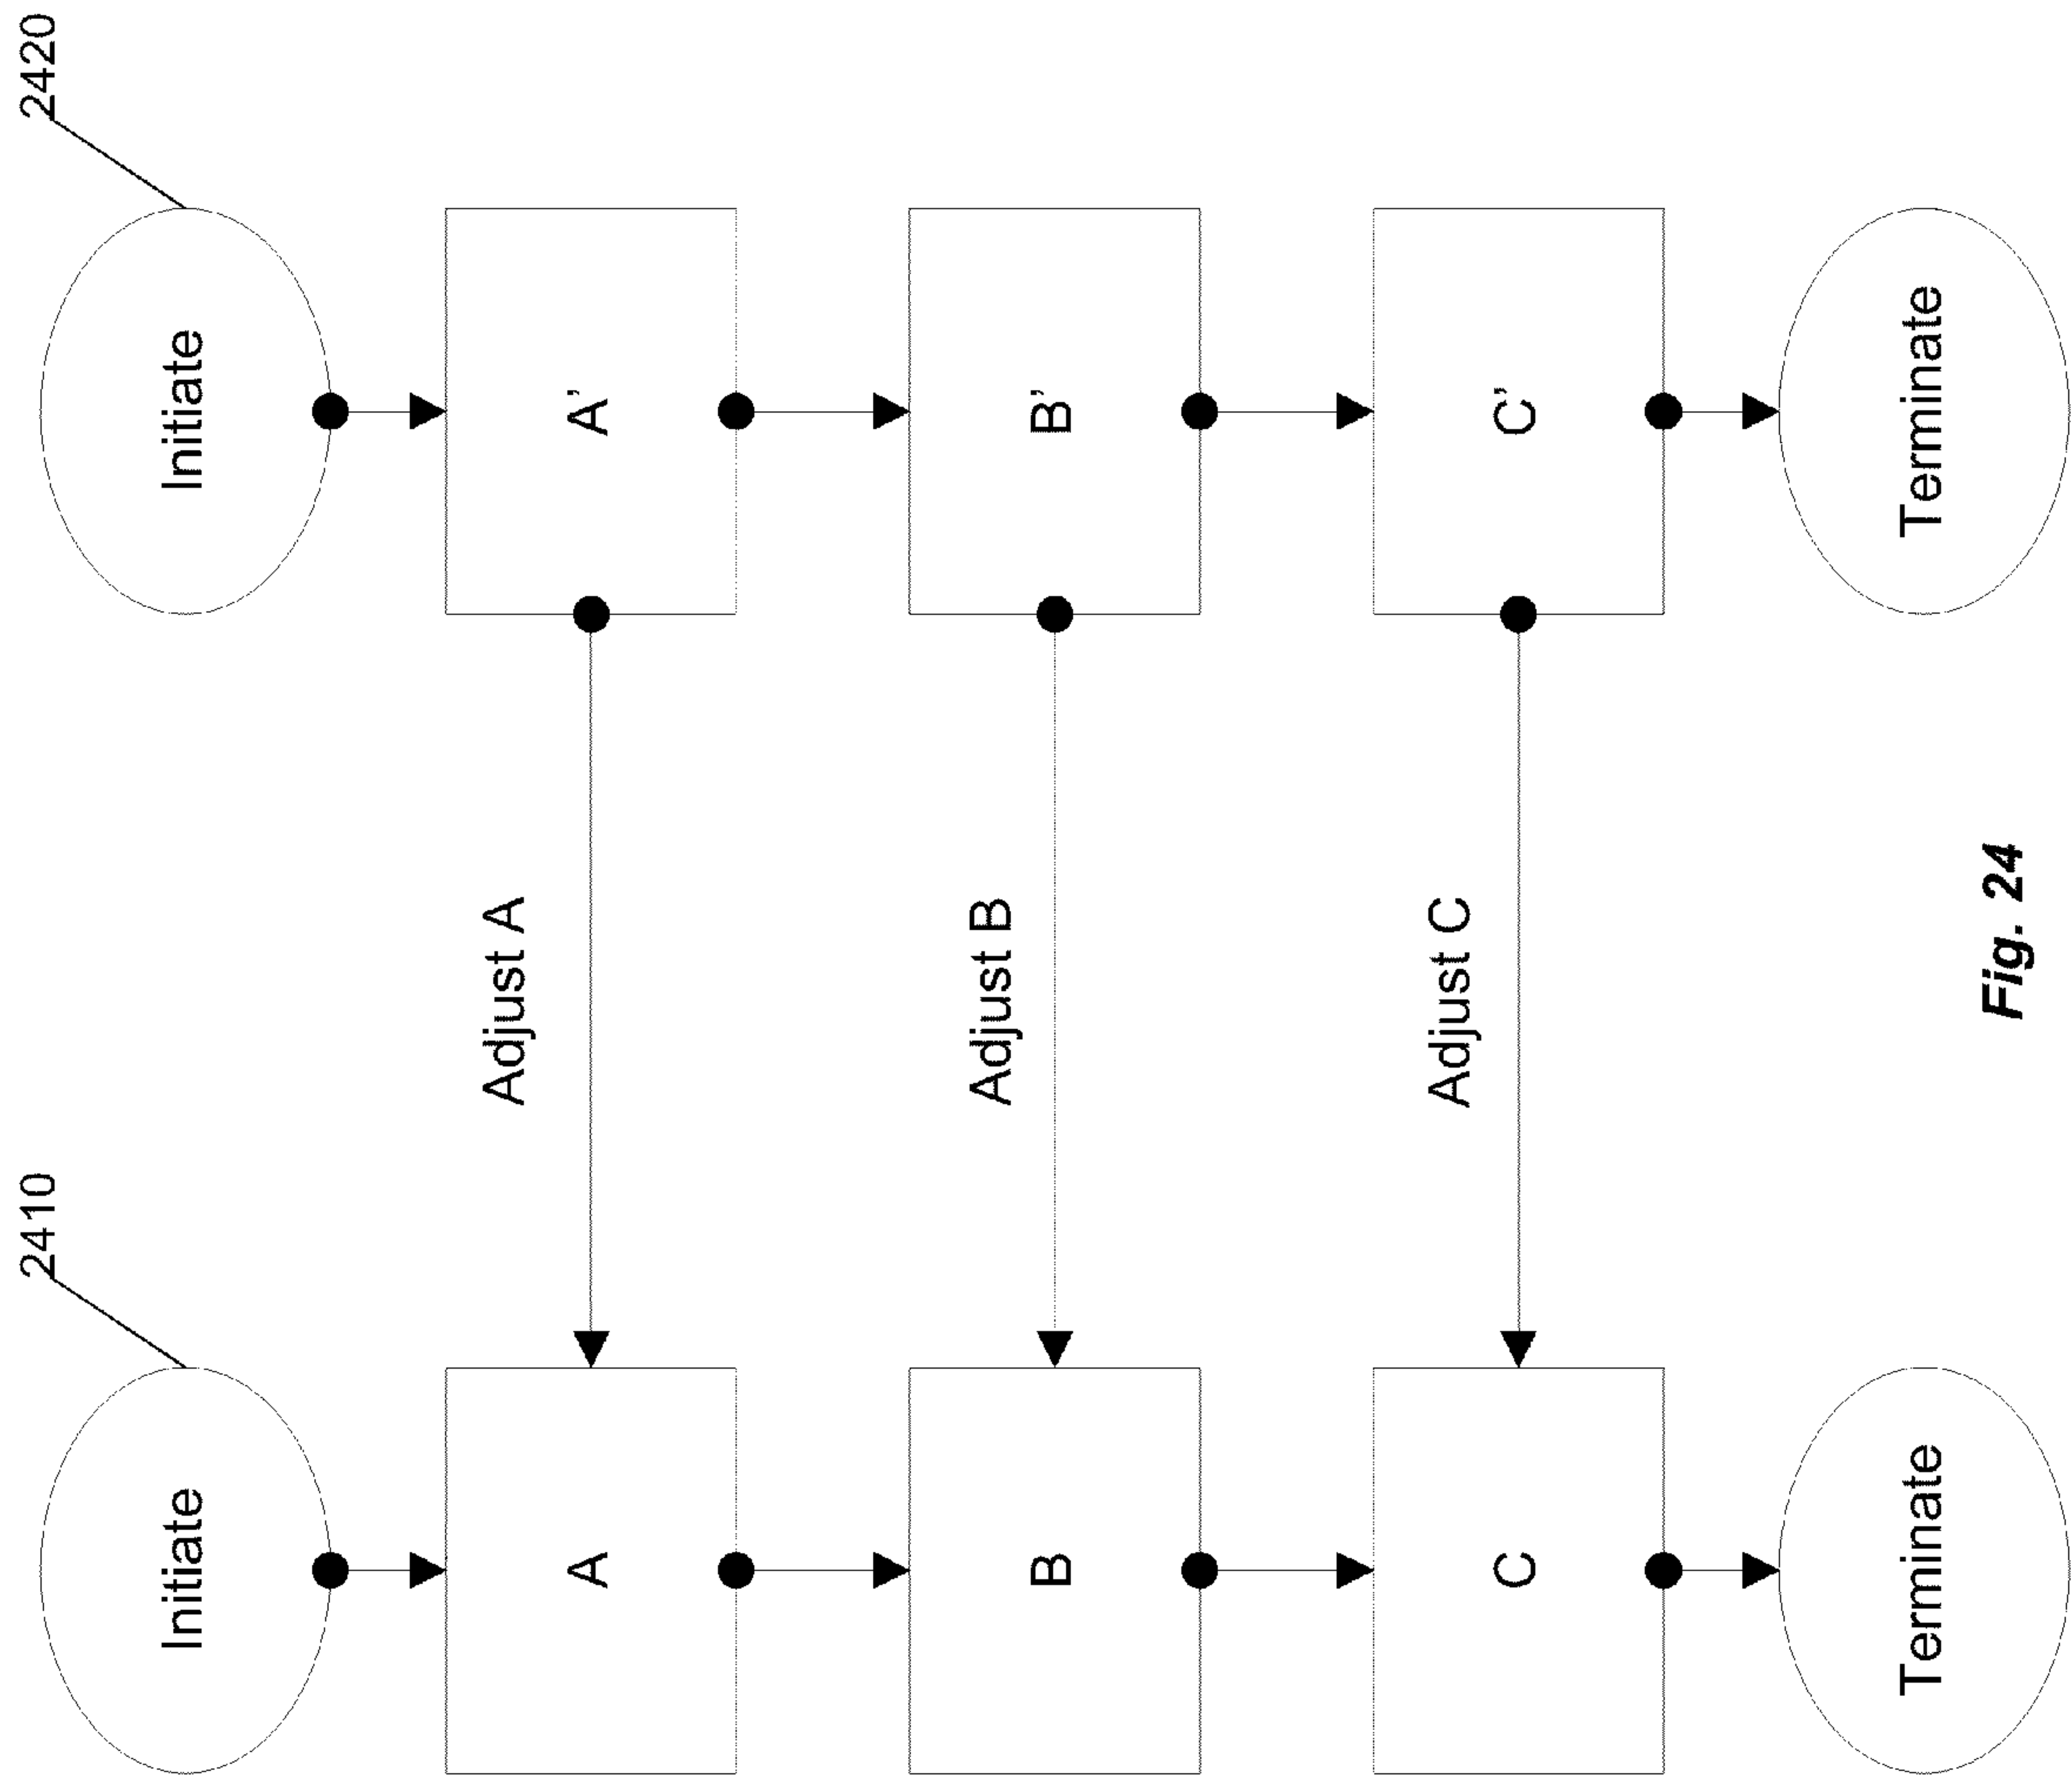 2410
Initiate
A
B
C
Terminate
Adjust A
Adjust B
Adjust C
2420
Initiate
A’
B’
C’
Terminate
Fig. 24